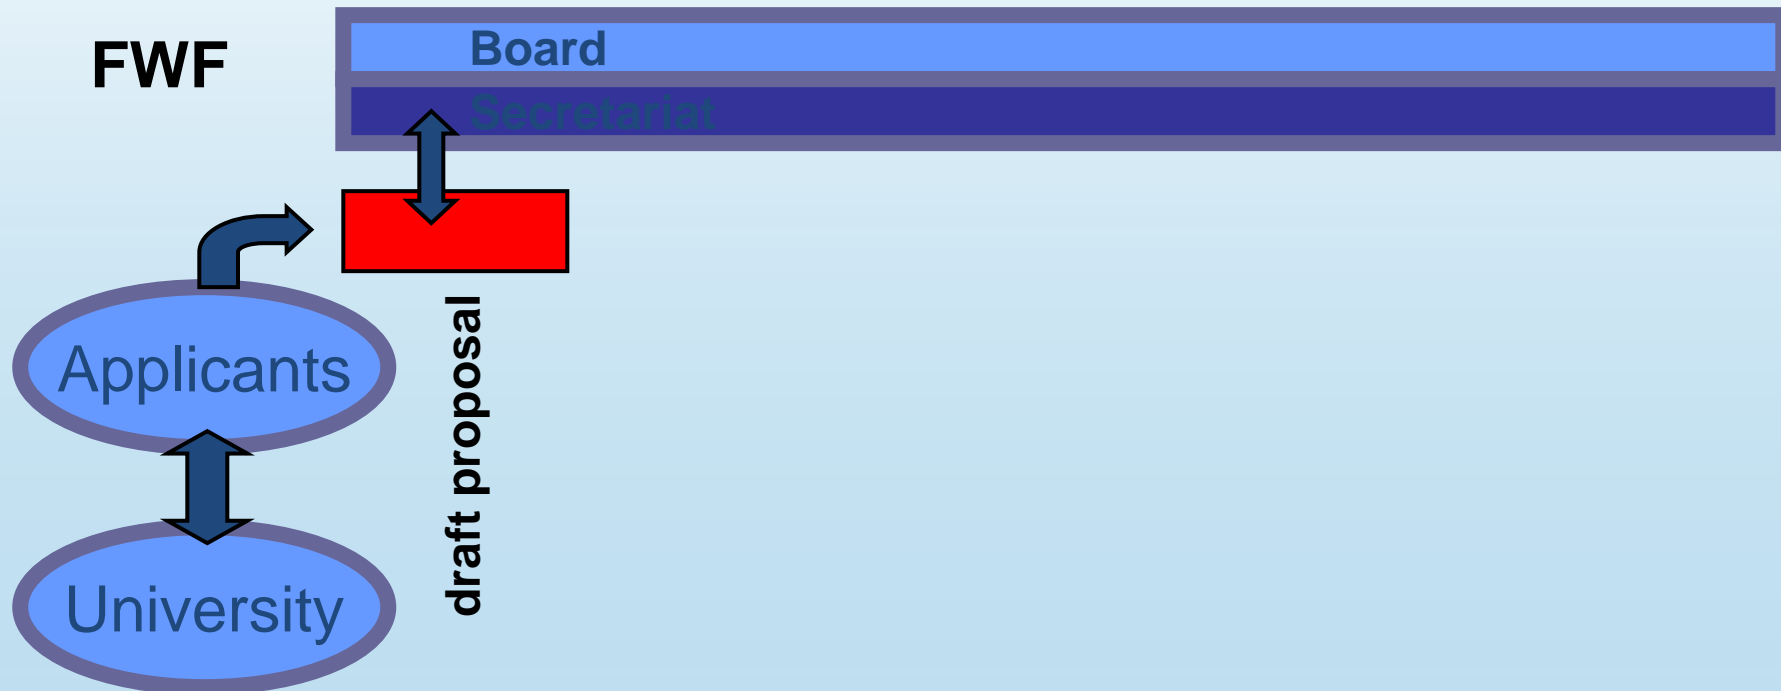 FWF
Board
Secretariat
Applicants
draft proposal
University